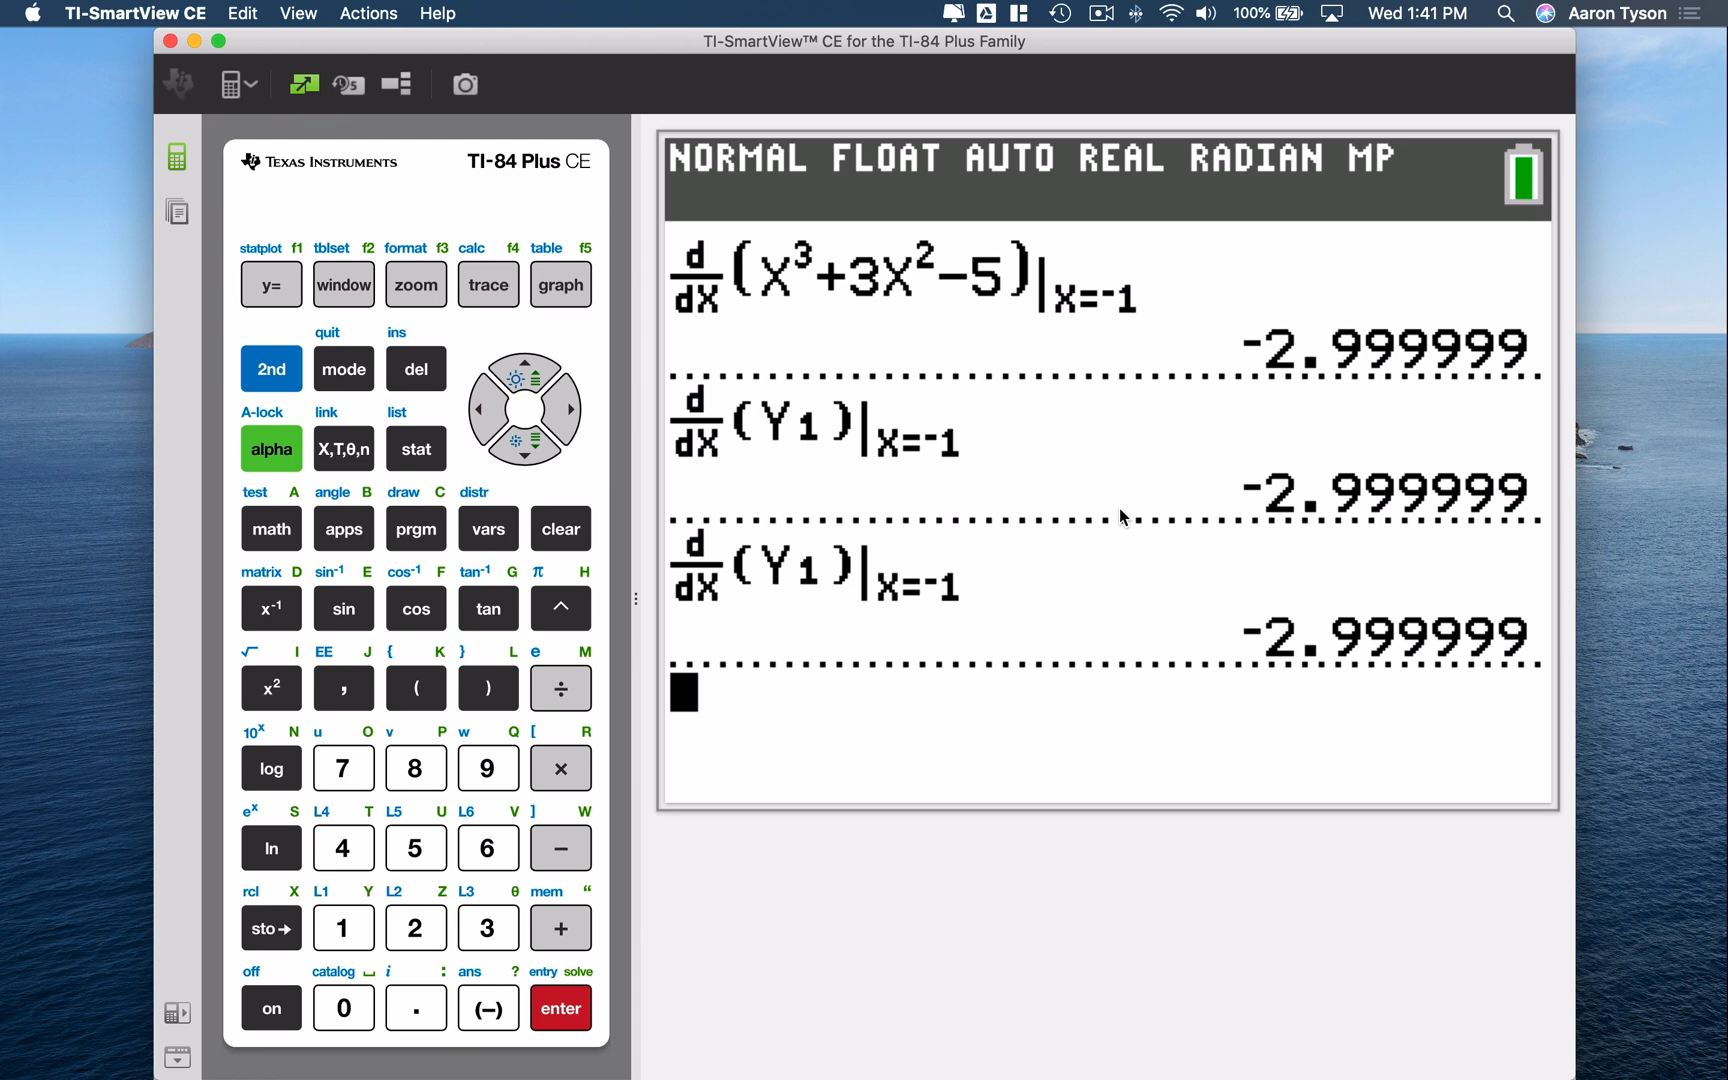 TI-SmartView CE Edit View Actions Help 100% Wed 1:41 PM Aaron Tyson
TI-SmartView™ CE for the TI-84 Plus Family
TEXAS INSTRUMENTS TI-84 Plus CE
statplot f1 tblset f2 format f3 calc f4 table f5
y= window zoom trace graph
quit ins
2nd mode del
A-lock link list
alpha X,T,θ,n stat
test A angle B draw C distr
math apps prgm vars clear
matrix D sin⁻¹ E cos⁻¹ F tan⁻¹ G π H
x⁻¹ sin cos tan ^
√ I EE J { K } L e M
x² , ( ) ÷
10ˣ N u O v P w Q [ R
log 7 8 9 ×
eˣ S L4 T L5 U L6 V ] W
ln 4 5 6 −
rcl X L1 Y L2 Z L3 θ mem “
sto→ 1 2 3 +
off catalog ⎵ i : ans ? entry solve
on 0 . (–) enter
NORMAL FLOAT AUTO REAL RADIAN MP
d/dX(X³+3X²−5)|X=⁻1
⁻2.999999
d/dX(Y₁)|X=⁻1
⁻2.999999
d/dX(Y₁)|X=⁻1
⁻2.999999